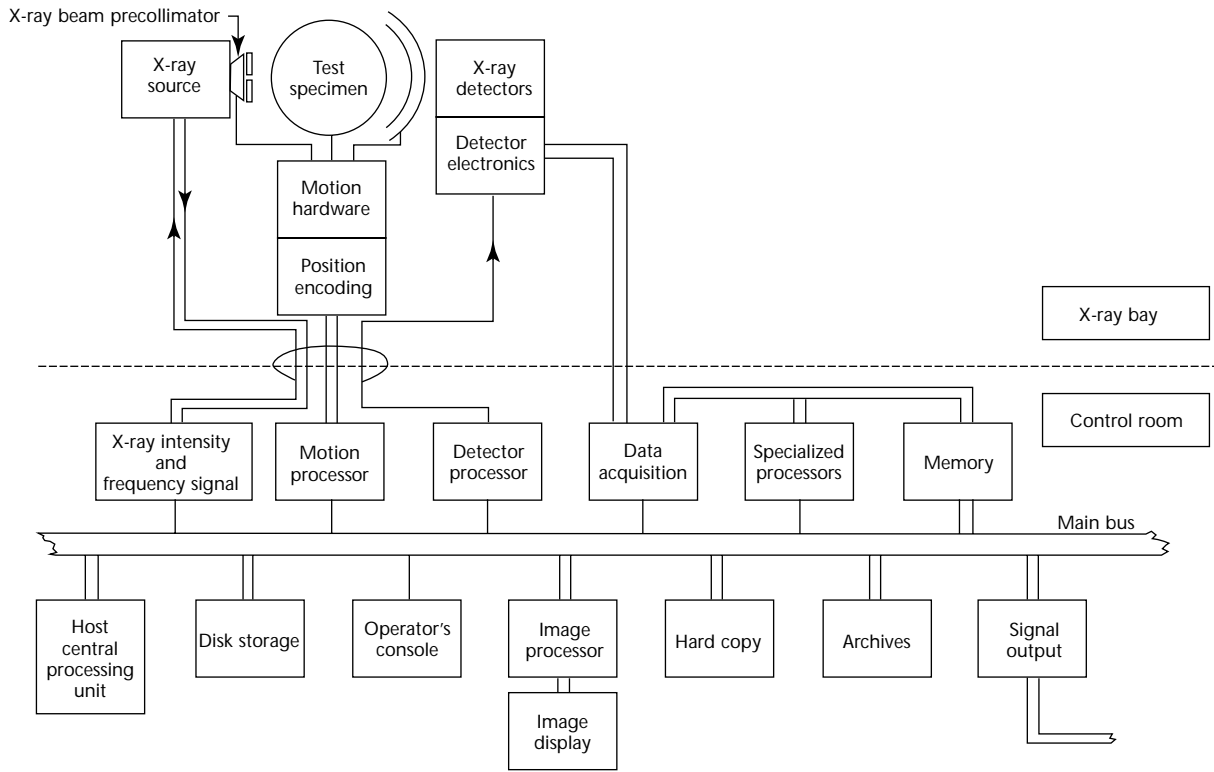 X-ray beam precollimator
X-ray
source
Test
specimen
X-ray
detectors
Detector
electronics
Motion
hardware
Position
encoding
X-ray bay
Control room
X-ray intensity
and
frequency signal
Motion
processor
Detector
processor
Data
acquisition
Specialized
processors
Memory
Main bus
Host
central
processing
unit
Disk storage
Operator's
console
Image
processor
Hard copy
Archives
Signal
output
Image
display